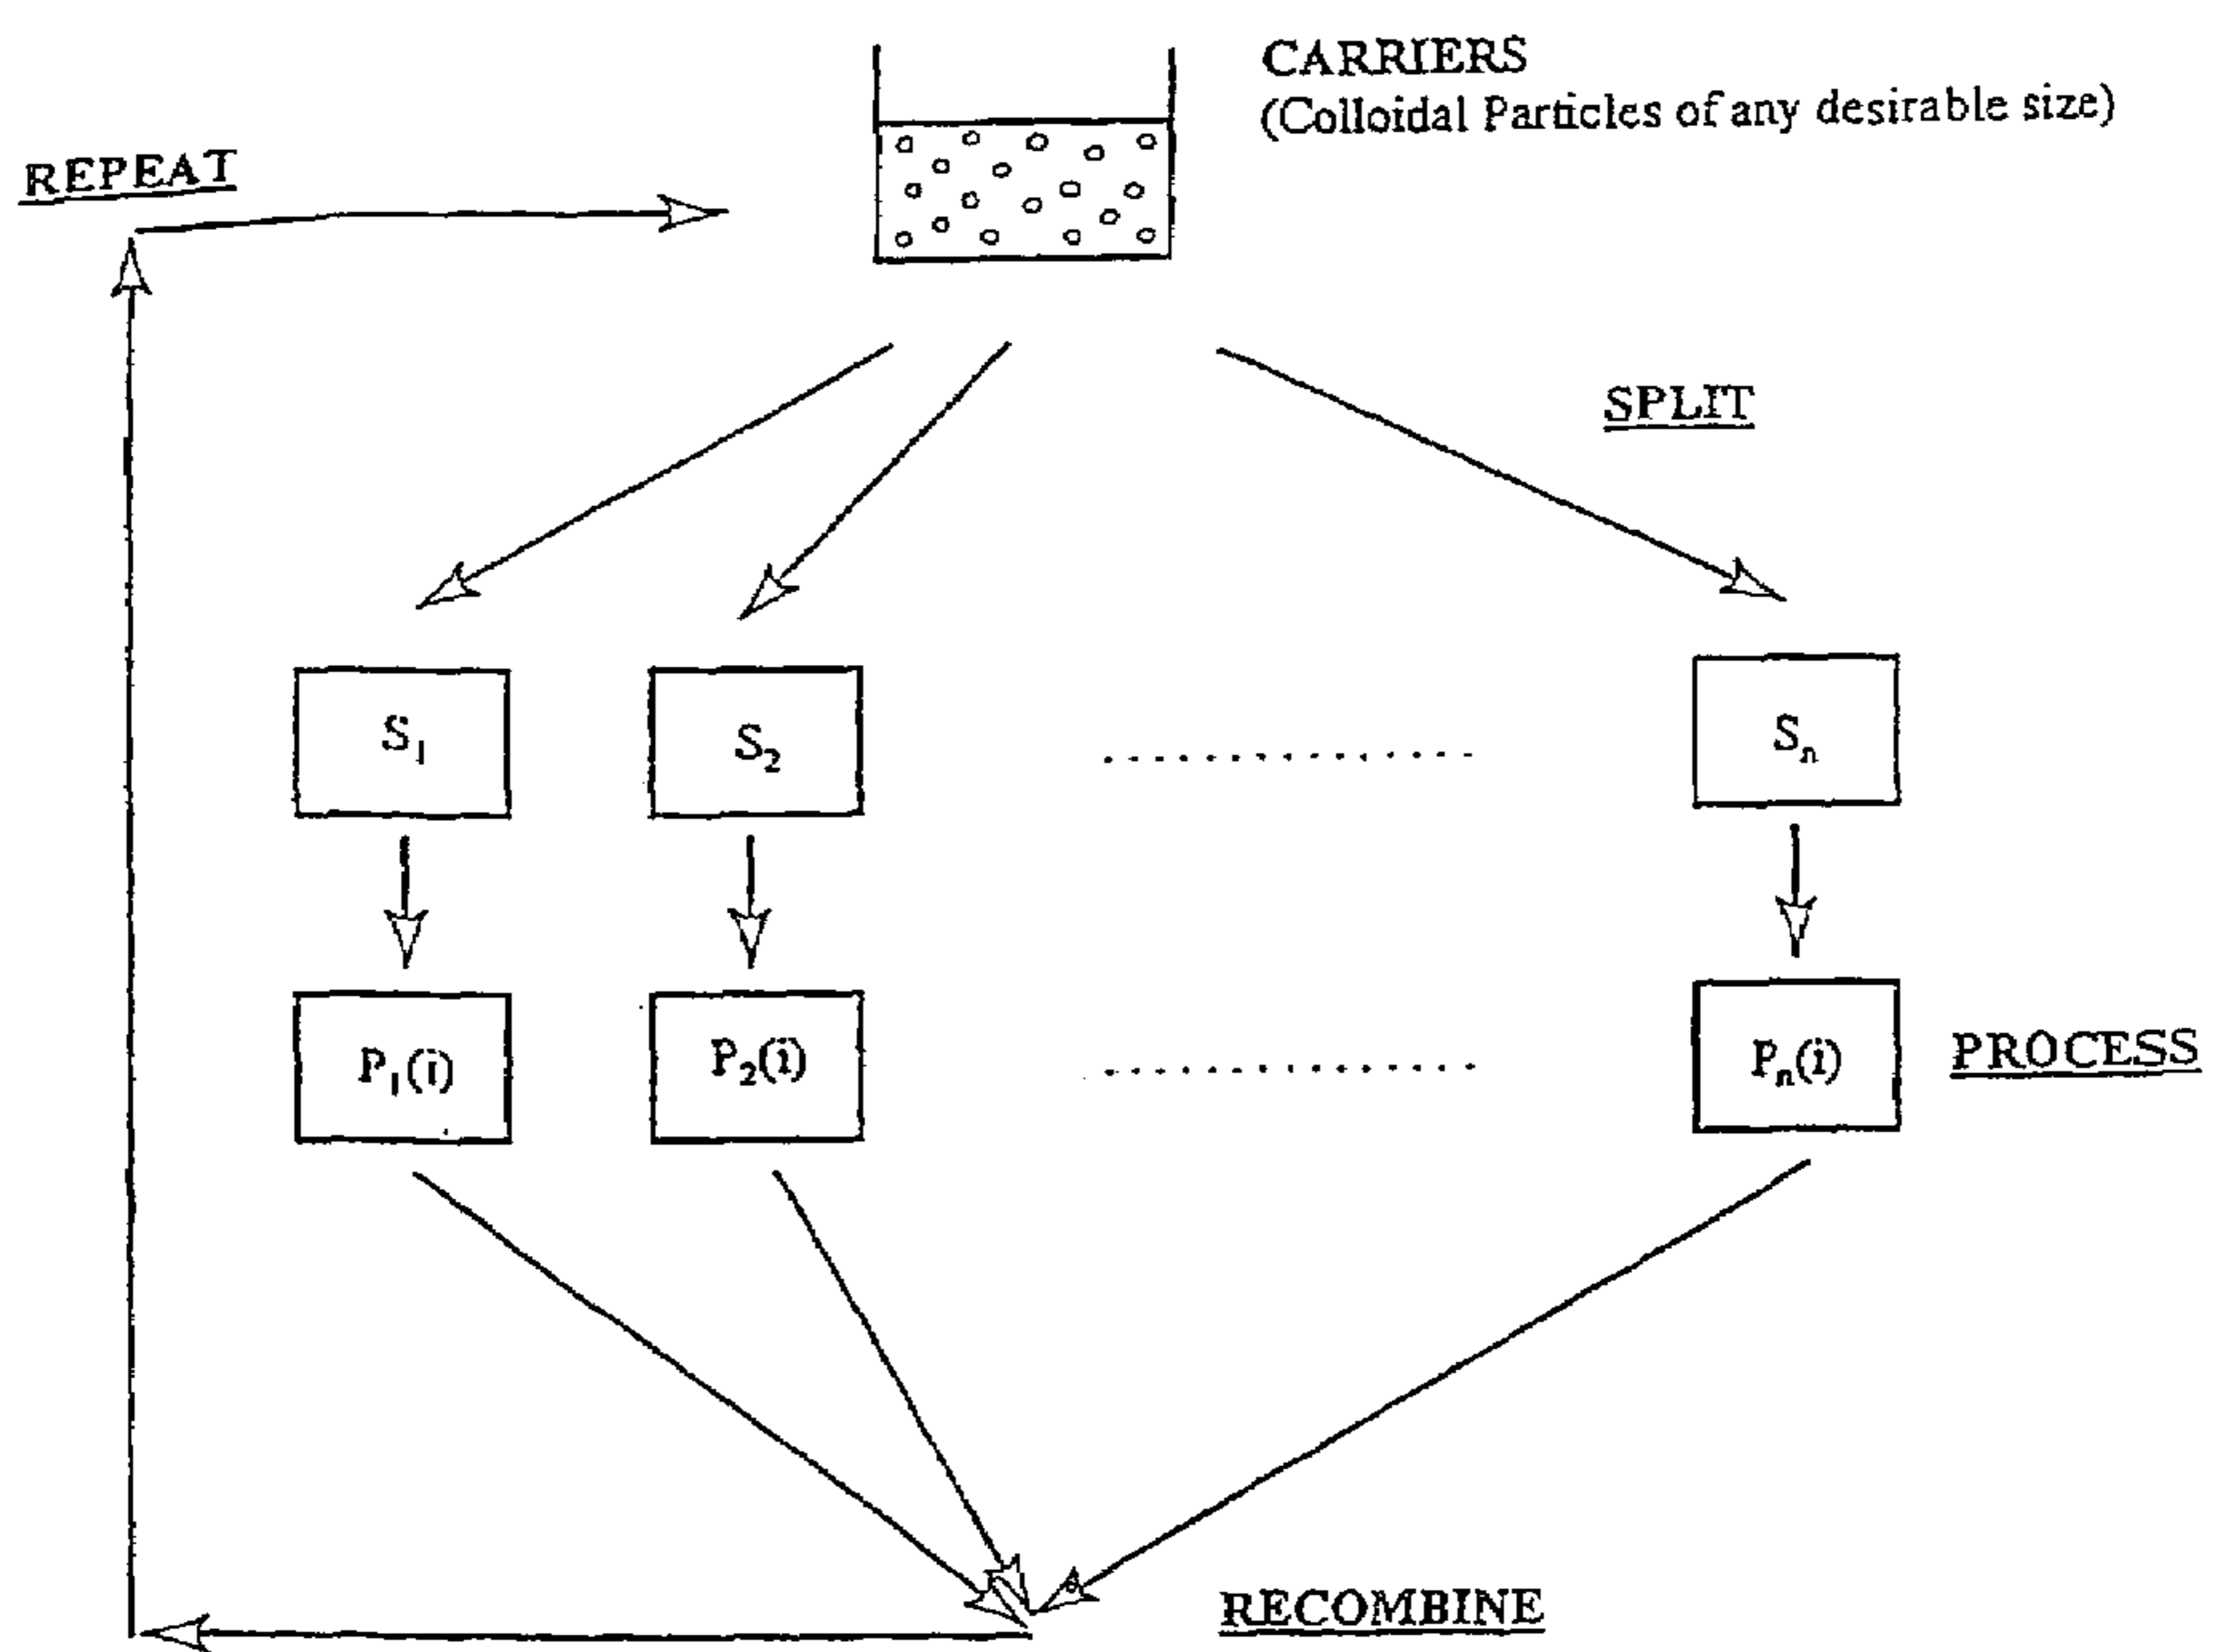 CARRIERS
(Colloidal Particles of any desirable size)
REPEAT
SPLIT
S₁ S₂ ............... Sₙ
P₁(i) P₂(i) ............... Pₙ(i) PROCESS
RECOMBINE